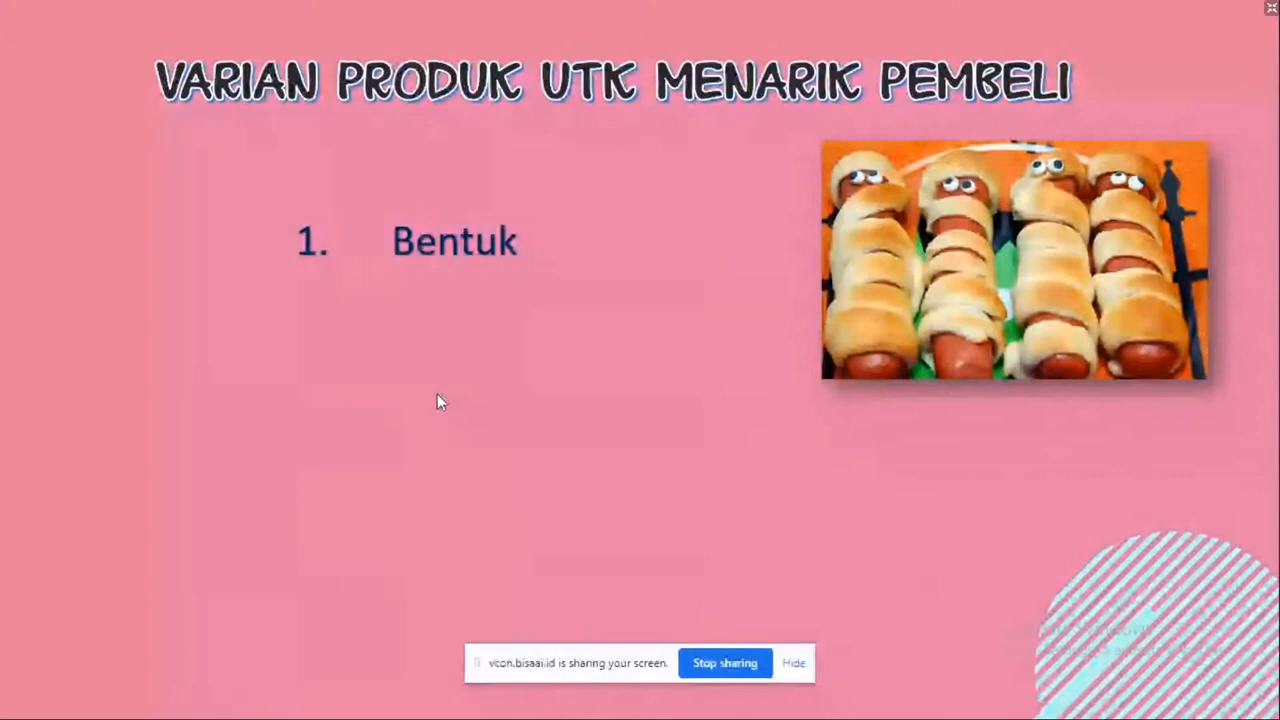 VARIAN PRODUK UTK MENARIK PEMBELI
1. Bentuk
vcon.bisaai.id is sharing your screen. Stop sharing Hide